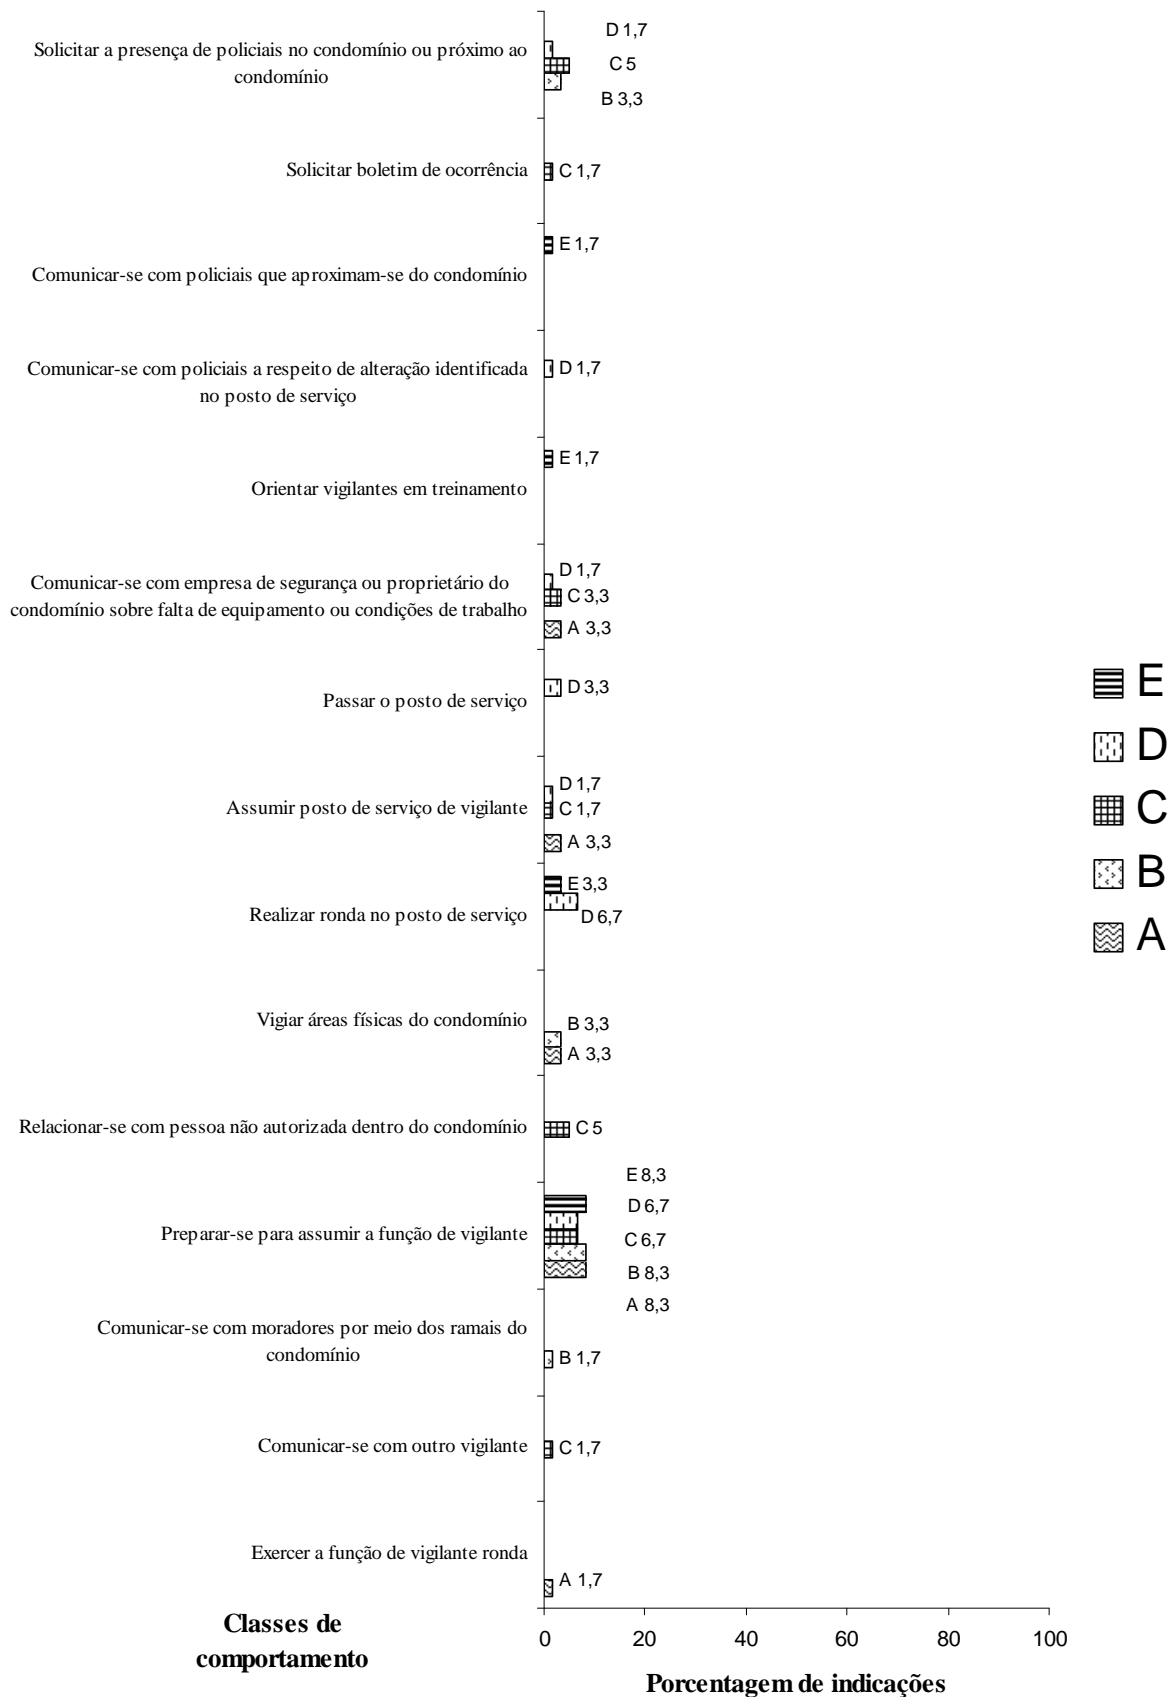 Solicitar a presença de policiais no condomínio ou próximo ao
condomínio
D 1,7
C 5
B 3,3
Solicitar boletim de ocorrência
C 1,7
E 1,7
Comunicar-se com policiais que aproximam-se do condomínio
Comunicar-se com policiais a respeito de alteração identificada
no posto de serviço
D 1,7
E 1,7
Orientar vigilantes em treinamento
Comunicar-se com empresa de segurança ou proprietário do
condomínio sobre falta de equipamento ou condições de trabalho
D 1,7
C 3,3
A 3,3
Passar o posto de serviço
D 3,3
Assumir posto de serviço de vigilante
D 1,7
C 1,7
A 3,3
Realizar ronda no posto de serviço
E 3,3
D 6,7
Vigiar áreas físicas do condomínio
B 3,3
A 3,3
Relacionar-se com pessoa não autorizada dentro do condomínio
C 5
Preparar-se para assumir a função de vigilante
E 8,3
D 6,7
C 6,7
B 8,3
A 8,3
Comunicar-se com moradores por meio dos ramais do
condomínio
B 1,7
Comunicar-se com outro vigilante
C 1,7
Exercer a função de vigilante ronda
A 1,7
E
D
C
B
A
Classes de
comportamento
0 20 40 60 80 100
Porcentagem de indicações